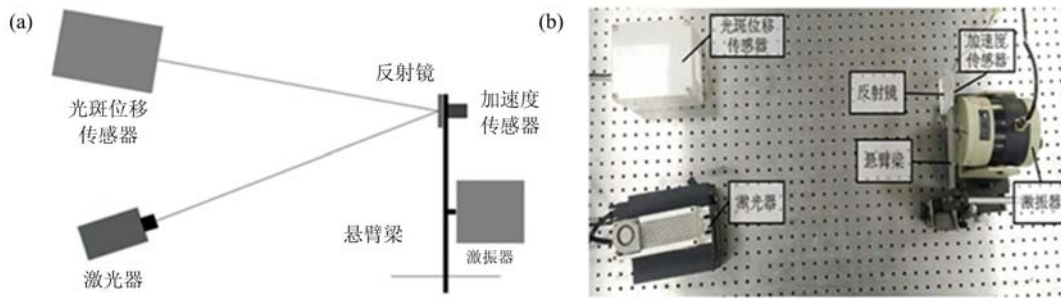 (a)
光斑位移
传感器
反射镜
加速度
传感器
悬臂梁
激振器
激光器
(b)
光斑位移
传感器
加速度
传感器
反射镜
悬臂梁
激光器
激振器